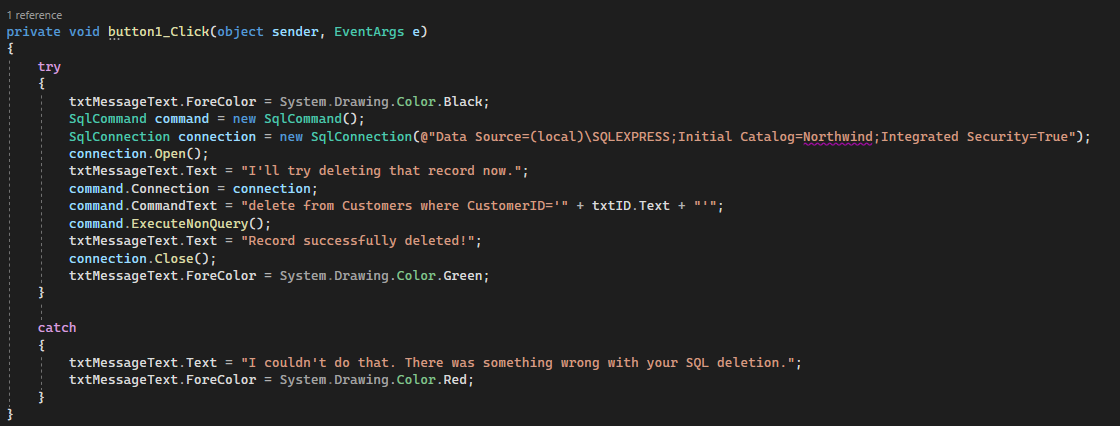 1 reference
private void button1_Click(object sender, EventArgs e)
{
    try
    {
        txtMessageText.ForeColor = System.Drawing.Color.Black;
        SqlCommand command = new SqlCommand();
        SqlConnection connection = new SqlConnection(@"Data Source=(local)\SQLEXPRESS;Initial Catalog=Northwind;Integrated Security=True");
        connection.Open();
        txtMessageText.Text = "I'll try deleting that record now.";
        command.Connection = connection;
        command.CommandText = "delete from Customers where CustomerID='" + txtID.Text + "'";
        command.ExecuteNonQuery();
        txtMessageText.Text = "Record successfully deleted!";
        connection.Close();
        txtMessageText.ForeColor = System.Drawing.Color.Green;
    }
    catch
    {
        txtMessageText.Text = "I couldn't do that. There was something wrong with your SQL deletion.";
        txtMessageText.ForeColor = System.Drawing.Color.Red;
    }
}